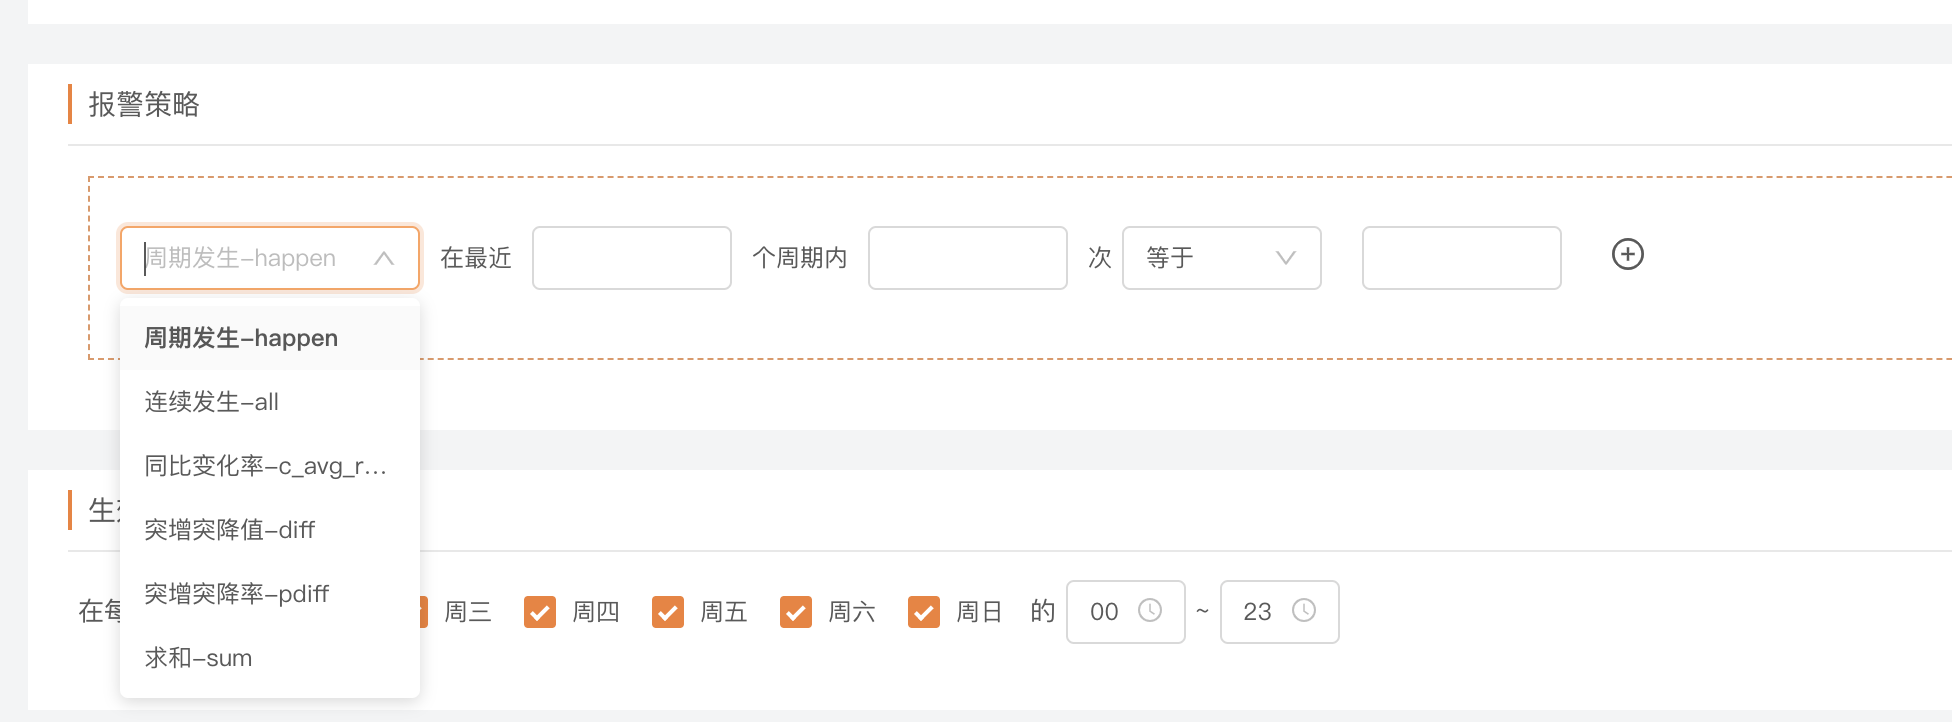 报警策略
周期发生-happen 在最近 个周期内 次 等于
周期发生-happen
连续发生-all
同比变化率-c_avg_r...
突增突降值-diff
突增突降率-pdiff
求和-sum
生
在每 周三 周四 周五 周六 周日 的 00 ~ 23